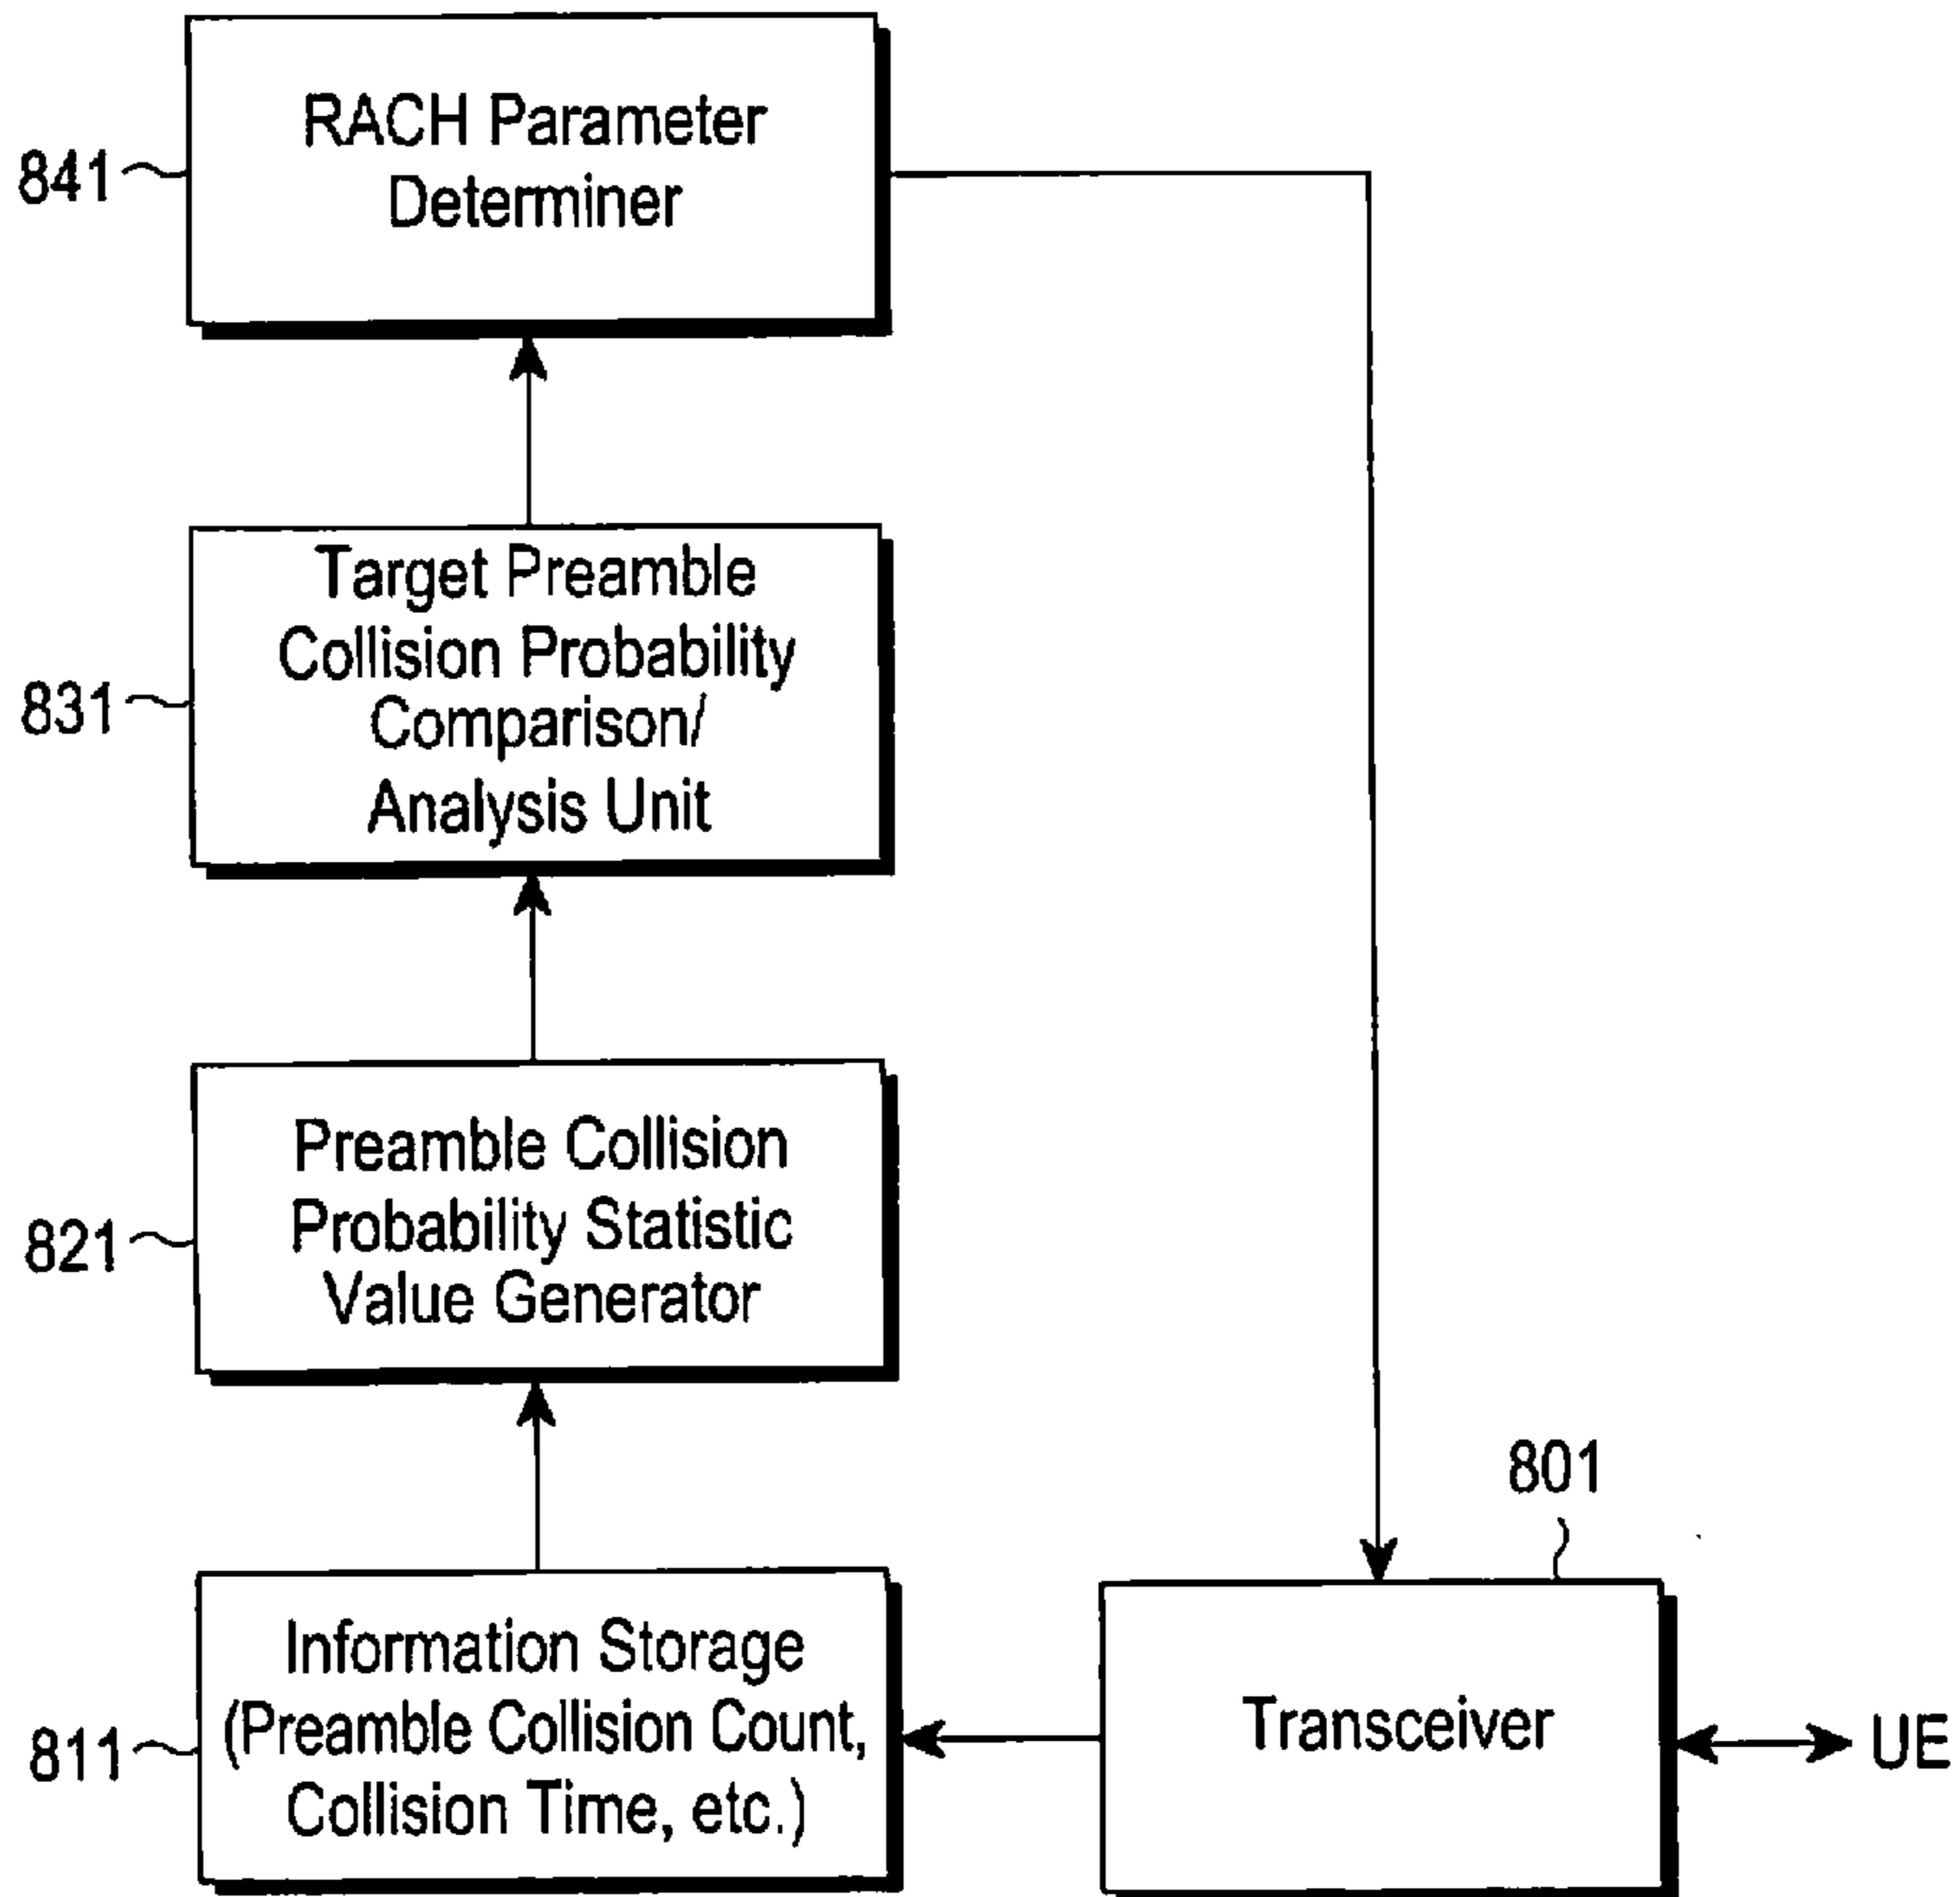 RACH Parameter
Determiner
841
Target Preamble
Collision Probability
Comparison/
Analysis Unit
831
Preamble Collision
Probability Statistic
Value Generator
821
801
Information Storage
(Preamble Collision Count,
Collision Time, etc.)
811
Transceiver
UE